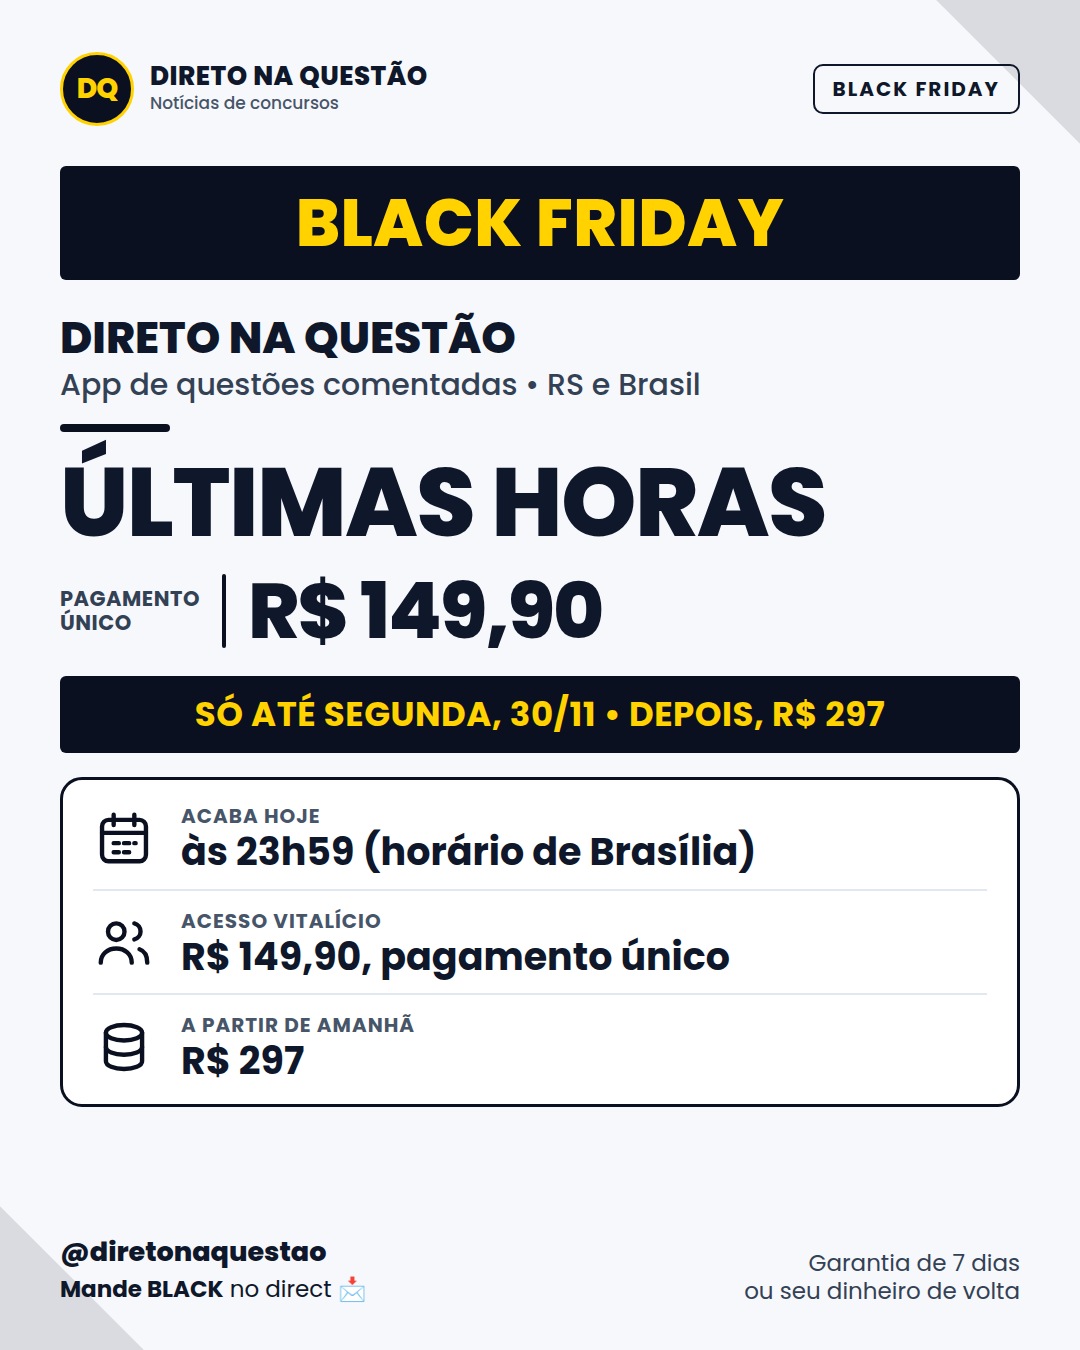 DQ
DIRETO NA QUESTÃO
Notícias de concursos
BLACK FRIDAY
BLACK FRIDAY
DIRETO NA QUESTÃO
App de questões comentadas • RS e Brasil
ÚLTIMAS HORAS
PAGAMENTO
ÚNICO
R$ 149,90
SÓ ATÉ SEGUNDA, 30/11 • DEPOIS, R$ 297
ACABA HOJE
às 23h59 (horário de Brasília)
ACESSO VITALÍCIO
R$ 149,90, pagamento único
A PARTIR DE AMANHÃ
R$ 297
@diretonaquestao
Mande BLACK no direct 📩
Garantia de 7 dias
ou seu dinheiro de volta